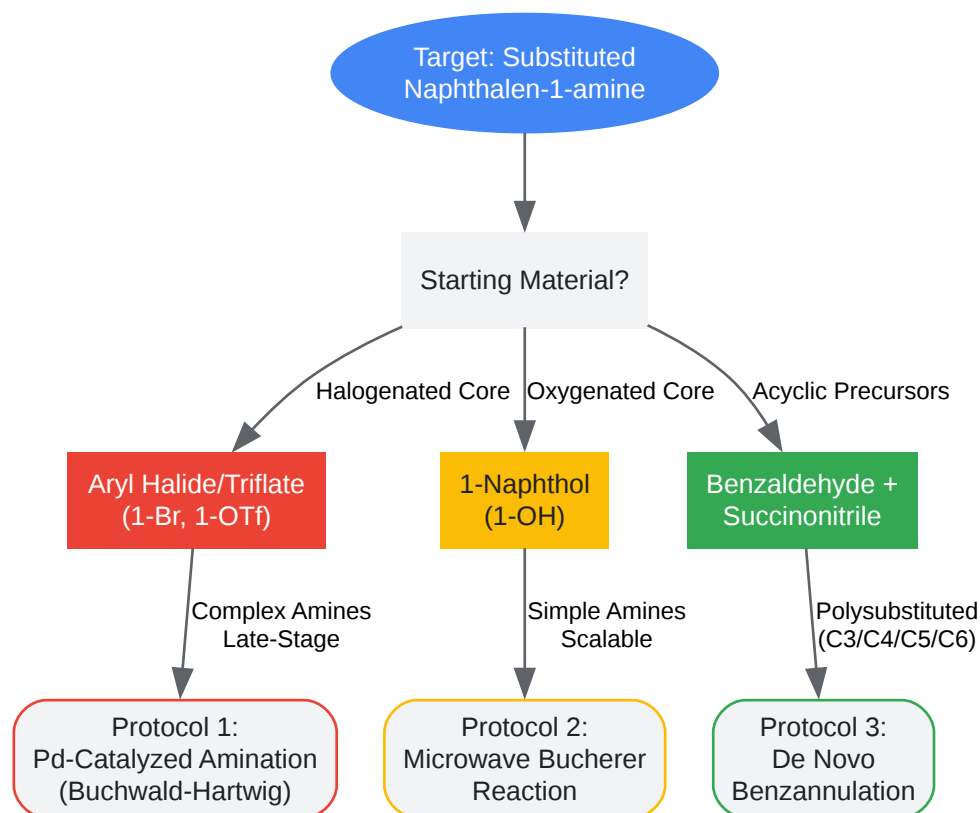 Target: Substituted
Naphthalen-1-amine
Starting Material?
Halogenated Core
Oxygenated Core
Acyclic Precursors
Aryl Halide/Triflate
(1-Br, 1-OTf)
1-Naphthol
(1-OH)
Benzaldehyde +
Succinonitrile
Complex Amines
Late-Stage
Simple Amines
Scalable
Polysubstituted
(C3/C4/C5/C6)
Protocol 1:
Pd-Catalyzed Amination
(Buchwald-Hartwig)
Protocol 2:
Microwave Bucherer
Reaction
Protocol 3:
De Novo
Benzannulation